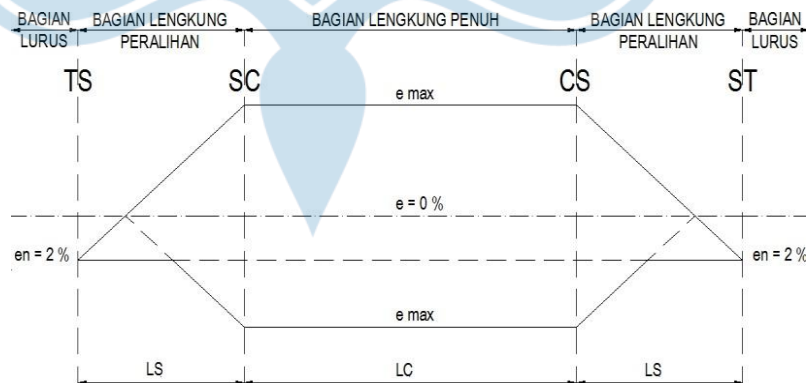 BAGIAN LURUS
BAGIAN LENGKUNG PERALIHAN
BAGIAN LENGKUNG PENUH
BAGIAN LENGKUNG PERALIHAN
BAGIAN LURUS
TS
SC
CS
ST
e max
e = 0 %
en = 2 %
en = 2 %
e max
LS
LC
LS